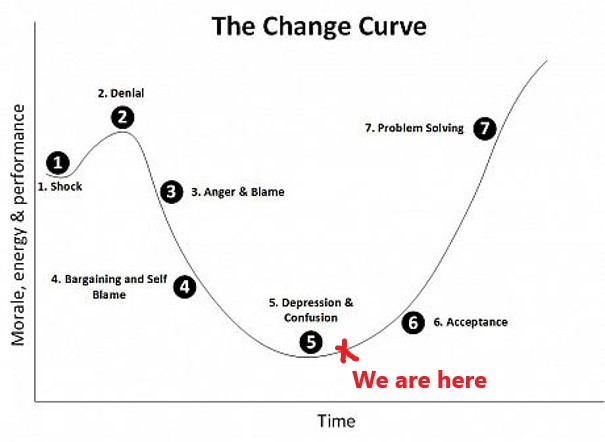 The Change Curve
2. Denial
2
1
1. Shock
3
3. Anger & Blame
7. Problem Solving
7
4. Bargaining and Self
Blame
4
5. Depression &
Confusion
5
6
6. Acceptance
We are here
Morale, energy & performance
Time